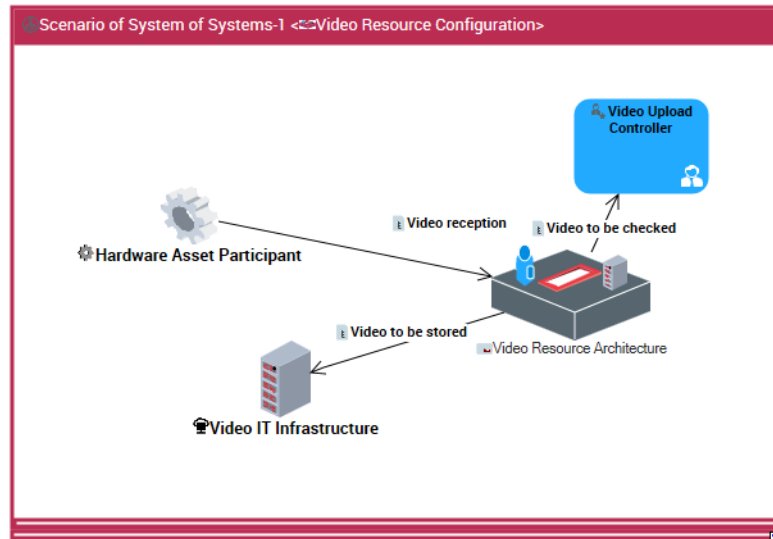 Scenario of System of Systems-1 <Video Resource Configuration>
Video Upload
Controller
Video reception
Video to be checked
Hardware Asset Participant
Video to be stored
Video Resource Architecture
Video IT Infrastructure